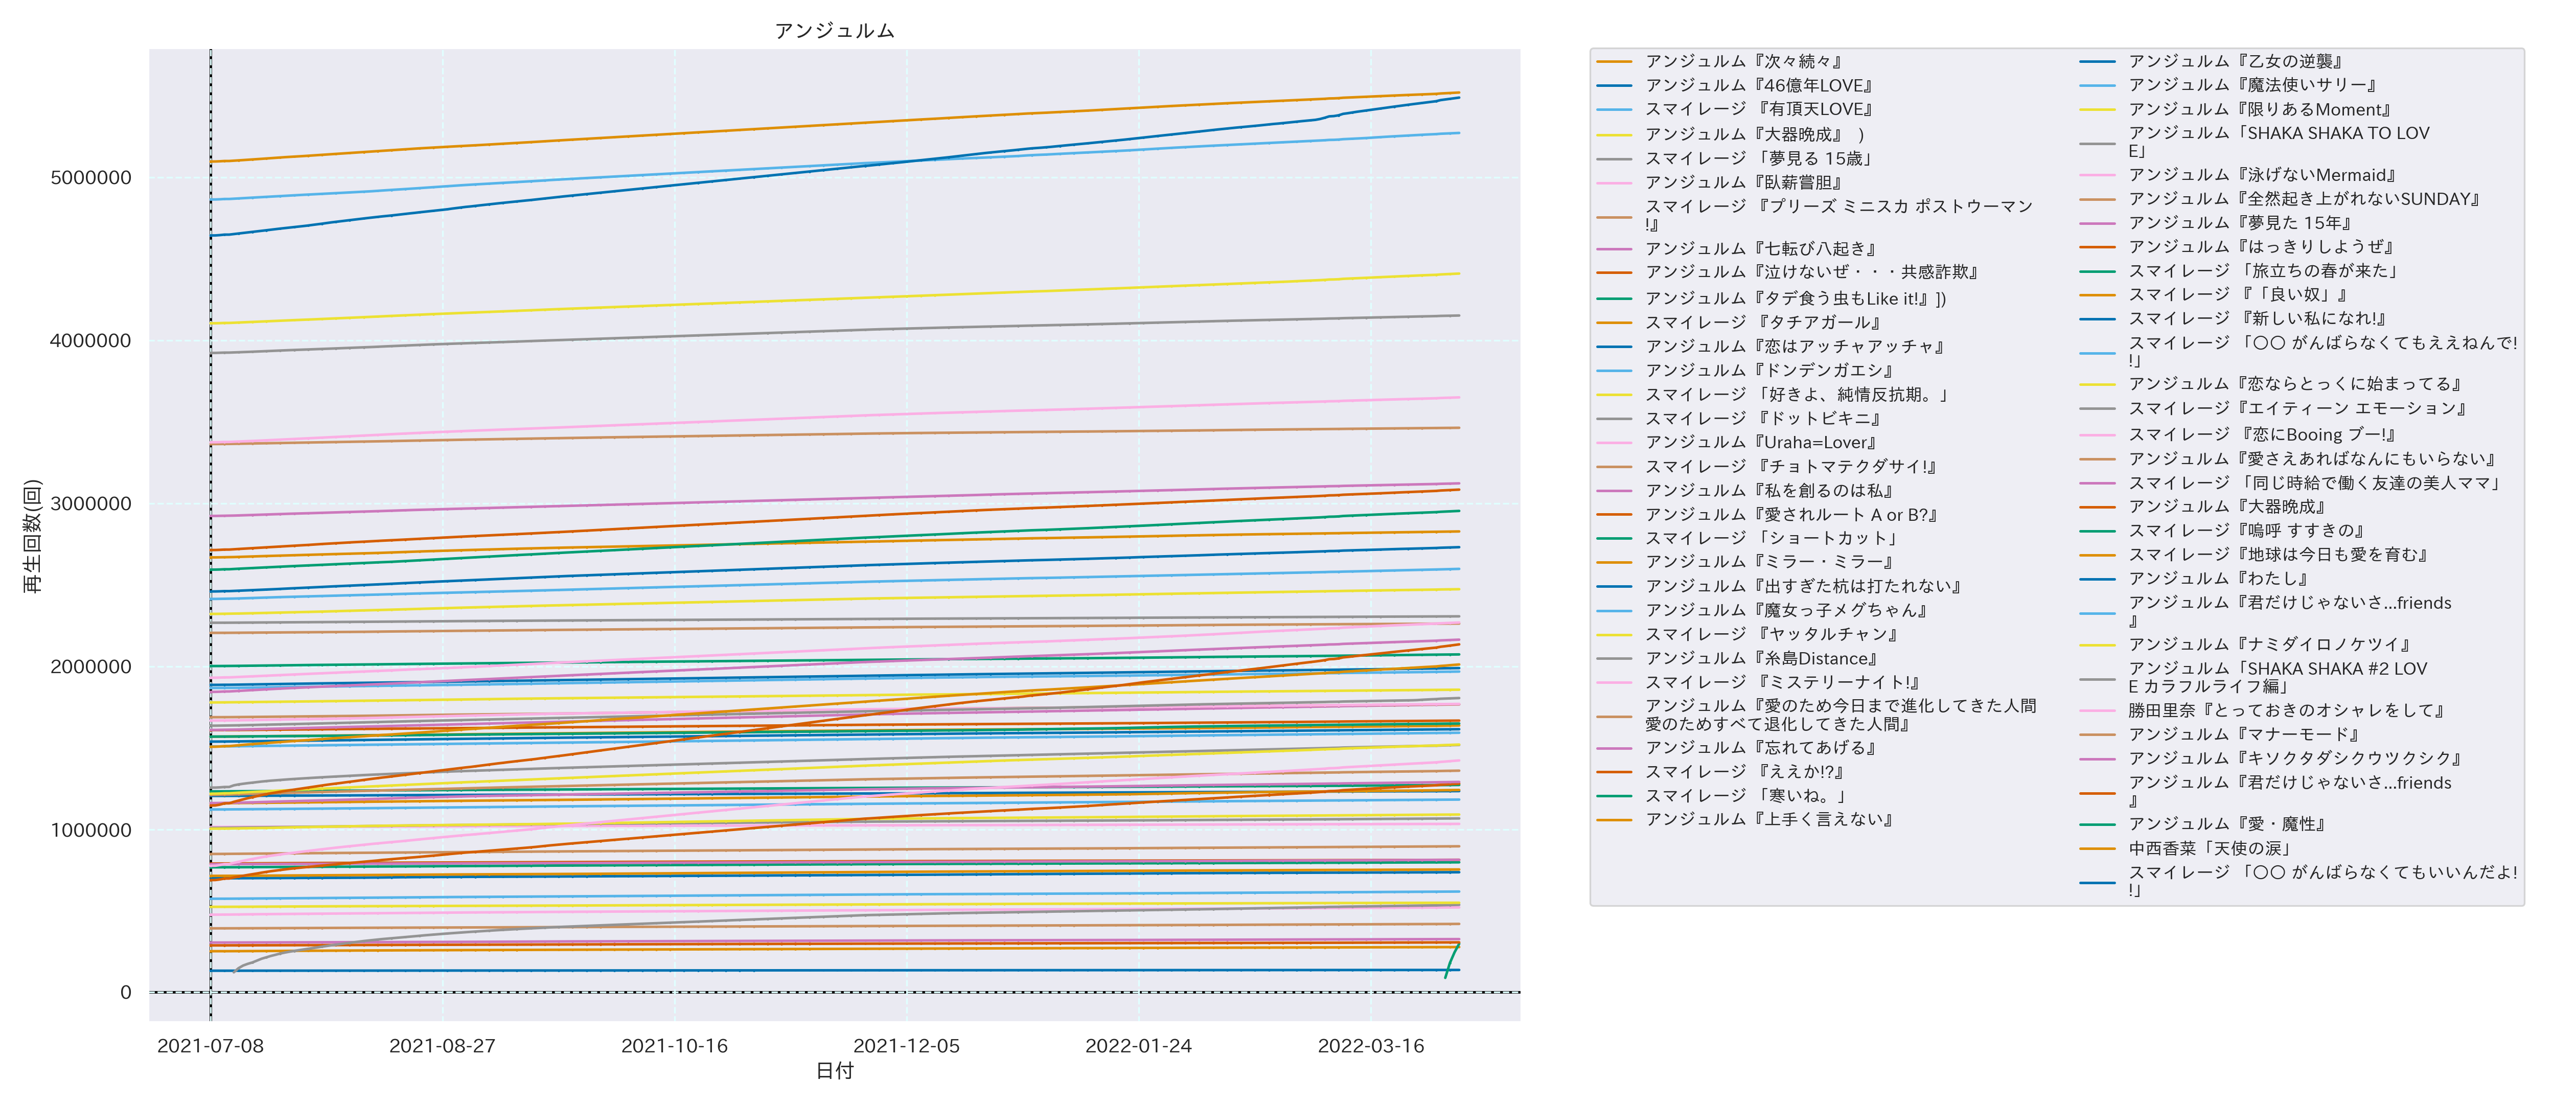 アンジュルム
再生回数(回)
5000000
4000000
3000000
2000000
1000000
0
2021-07-08
2021-08-27
2021-10-16
2021-12-05
2022-01-24
2022-03-16
日付
アンジュルム『次々続々』
アンジュルム『46億年LOVE』
スマイレージ 『有頂天LOVE』
アンジュルム『大器晩成』 )
スマイレージ 「夢見る 15歳」
アンジュルム『臥薪嘗胆』
スマイレージ 『プリーズ ミニスカ ポストウーマン
!』
アンジュルム『七転び八起き』
アンジュルム『泣けないぜ・・・共感詐欺』
アンジュルム『タデ食う虫もLike it!』])
スマイレージ 『タチアガール』
アンジュルム『恋はアッチャアッチャ』
アンジュルム『ドンデンガエシ』
スマイレージ 「好きよ、純情反抗期。」
スマイレージ『ドットビキニ』
アンジュルム『Uraha=Lover』
スマイレージ 『チョトマテクダサイ!』
アンジュルム『私を創るのは私』
アンジュルム『愛されルート A or B?』
スマイレージ 「ショートカット」
アンジュルム『ミラー・ミラー』
アンジュルム『出すぎた杭は打たれない』
アンジュルム『魔女っ子メグちゃん』
スマイレージ 『ヤッタルチャン』
アンジュルム『糸島Distance』
スマイレージ 『ミステリーナイト!』
アンジュルム『愛のため今日まで進化してきた人間
愛のためすべて退化してきた人間』
アンジュルム『忘れてあげる』
スマイレージ 『ええか!?』
スマイレージ 「寒いね。」
アンジュルム『上手く言えない』
アンジュルム『乙女の逆襲』
アンジュルム『魔法使いサリー』
アンジュルム『限りあるMoment』
アンジュルム「SHAKA SHAKA TO LOV
E」
アンジュルム『泳げないMermaid』
アンジュルム『全然起き上がれないSUNDAY』
アンジュルム『夢見た 15年』
アンジュルム『はっきりしようぜ』
スマイレージ 「旅立ちの春が来た」
スマイレージ 『「良い奴」』
スマイレージ 『新しい私になれ!』
スマイレージ 「〇〇 がんばらなくてもええねんで!
!」
アンジュルム『恋ならとっくに始まってる』
スマイレージ『エイティーン エモーション』
スマイレージ 『恋にBooing ブー!』
アンジュルム『愛さえあればなんにもいらない』
スマイレージ 「同じ時給で働く友達の美人ママ」
アンジュルム『大器晩成』
スマイレージ『嗚呼 すすきの』
スマイレージ『地球は今日も愛を育む』
アンジュルム『わたし』
アンジュルム『君だけじゃないさ...friends
』
アンジュルム『ナミダイロノケツイ』
アンジュルム「SHAKA SHAKA #2 LOV
E カラフルライフ編」
勝田里奈『とっておきのオシャレをして』
アンジュルム『マナーモード』
アンジュルム『キソクタダシクウツクシク』
アンジュルム『君だけじゃないさ...friends
』
アンジュルム『愛・魔性』
中西香菜「天使の涙」
スマイレージ 「〇〇 がんばらなくてもいいんだよ!
!」